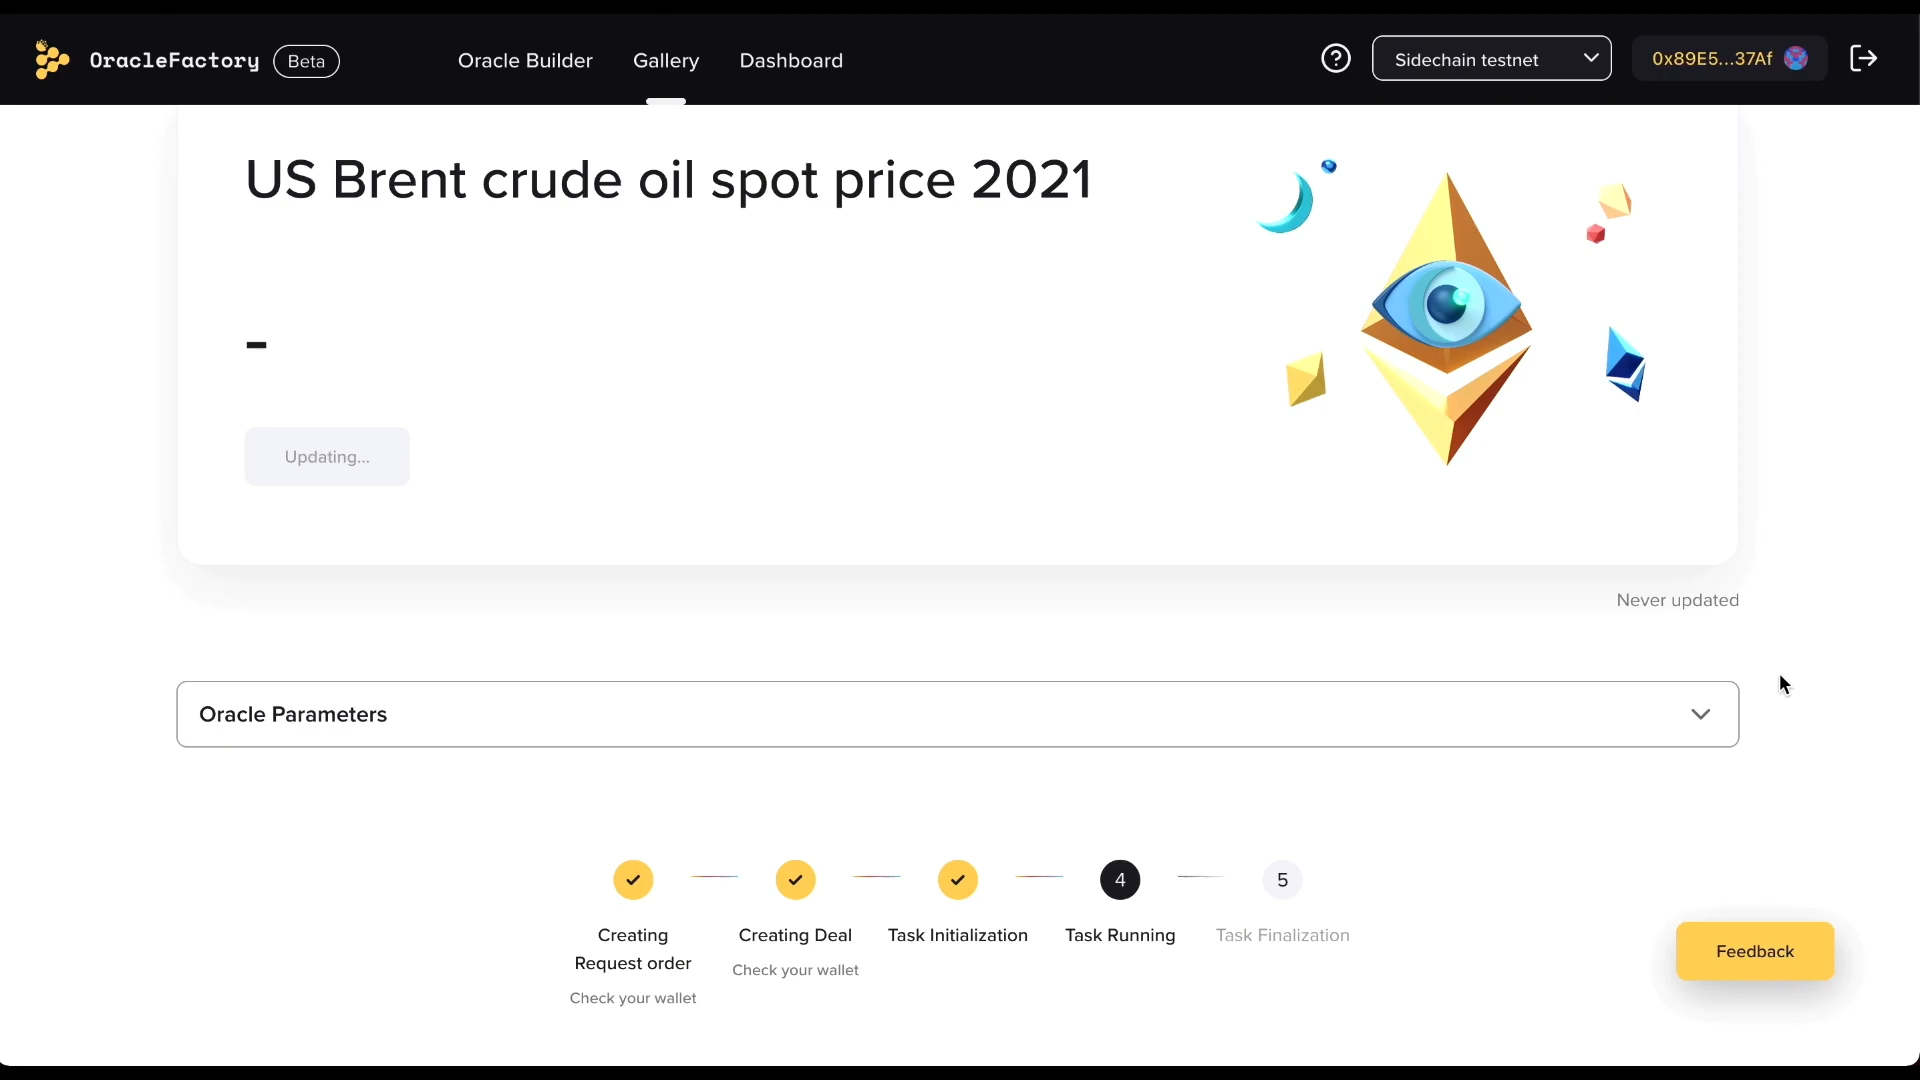 OracleFactory Beta Oracle Builder Gallery Dashboard Sidechain testnet 0x89E5...37Af
US Brent crude oil spot price 2021
-
Updating...
Never updated
Oracle Parameters
4 5
Creating Request order
Check your wallet
Creating Deal
Check your wallet
Task Initialization
Task Running
Task Finalization
Feedback